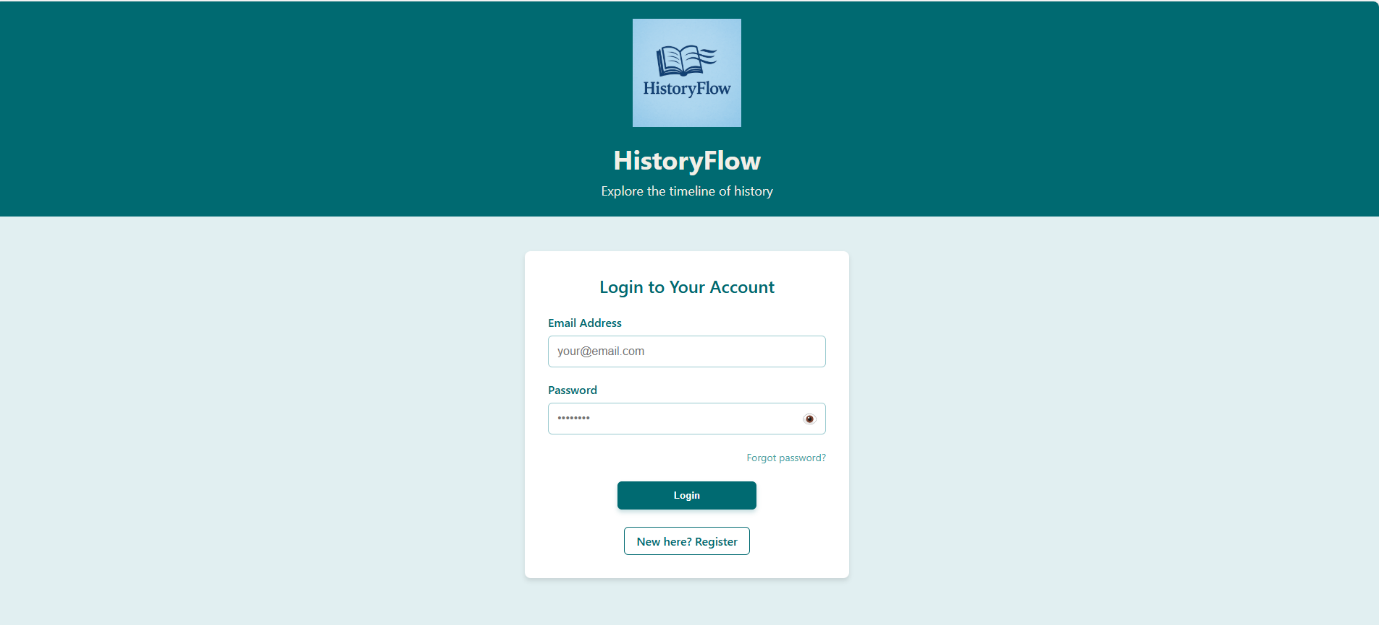 HistoryFlow
HistoryFlow
Explore the timeline of history
Login to Your Account
Email Address
your@email.com
Password
••••••••
Forgot password?
Login
New here? Register